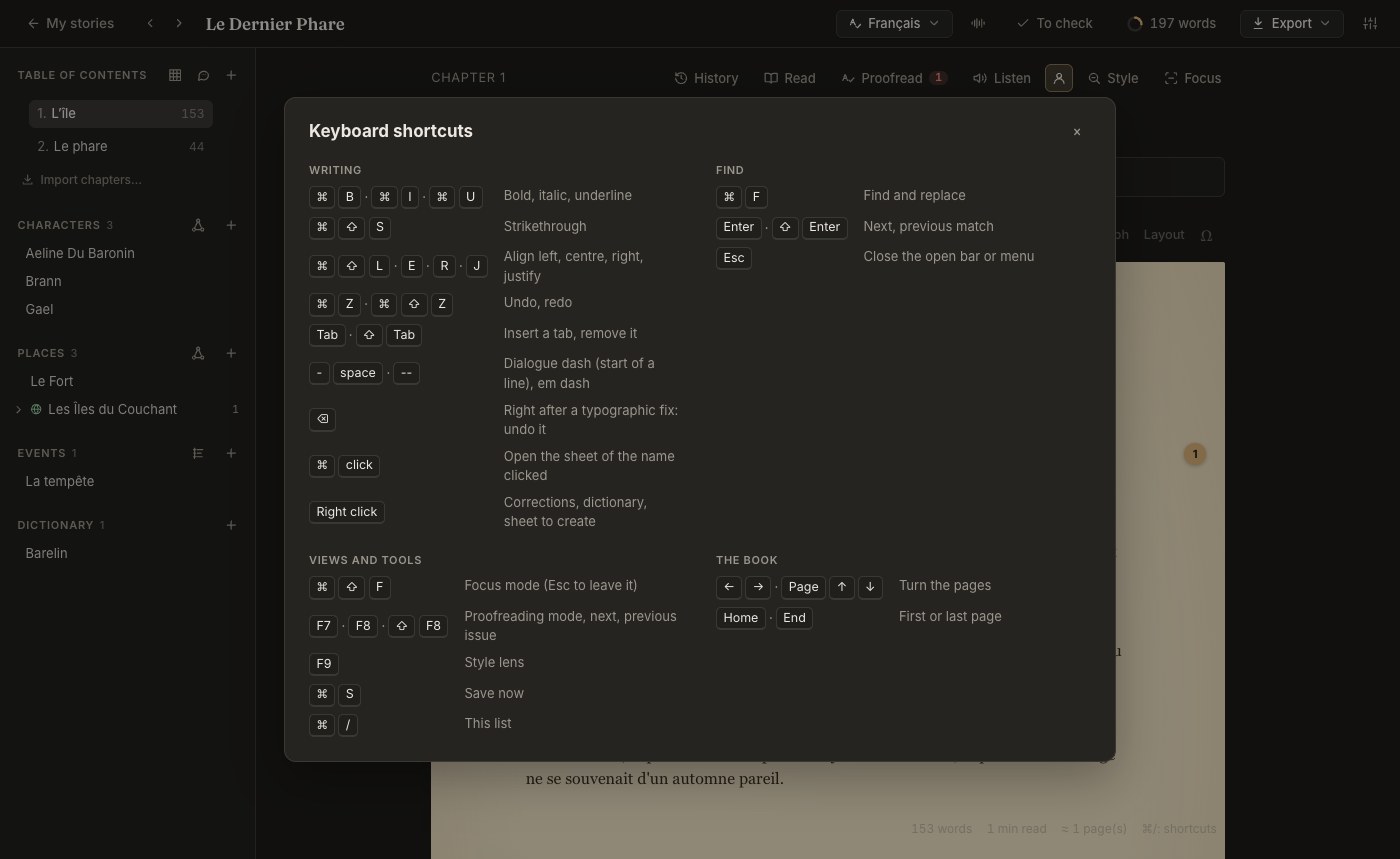 My stories
Le Dernier Phare
Français
To check
197 words
Export
TABLE OF CONTENTS
1. L'île 153
2. Le phare 44
Import chapters...
CHARACTERS 3
Aeline Du Baronin
Brann
Gael
PLACES 3
Le Fort
Les Îles du Couchant 1
EVENTS 1
La tempête
DICTIONARY 1
Barelin
CHAPTER 1
History
Read
Proofread 1
Listen
Style
Focus
Layout Ω
1
Keyboard shortcuts
WRITING
⌘ B · ⌘ I · ⌘ U Bold, italic, underline
⌘ ⇧ S Strikethrough
⌘ ⇧ L · E · R · J Align left, centre, right,
justify
⌘ Z · ⌘ ⇧ Z Undo, redo
Tab · ⇧ Tab Insert a tab, remove it
- space · -- Dialogue dash (start of a
line), em dash
⌫ Right after a typographic fix:
undo it
⌘ click Open the sheet of the name
clicked
Right click Corrections, dictionary,
sheet to create
FIND
⌘ F Find and replace
Enter · ⇧ Enter Next, previous match
Esc Close the open bar or menu
VIEWS AND TOOLS
⌘ ⇧ F Focus mode (Esc to leave it)
F7 · F8 · ⇧ F8 Proofreading mode, next, previous
issue
F9 Style lens
⌘ S Save now
⌘ / This list
THE BOOK
← → · Page ↑ ↓ Turn the pages
Home · End First or last page
ne se souvenait d'un automne pareil.
153 words 1 min read ≈ 1 page(s) ⌘/: shortcuts